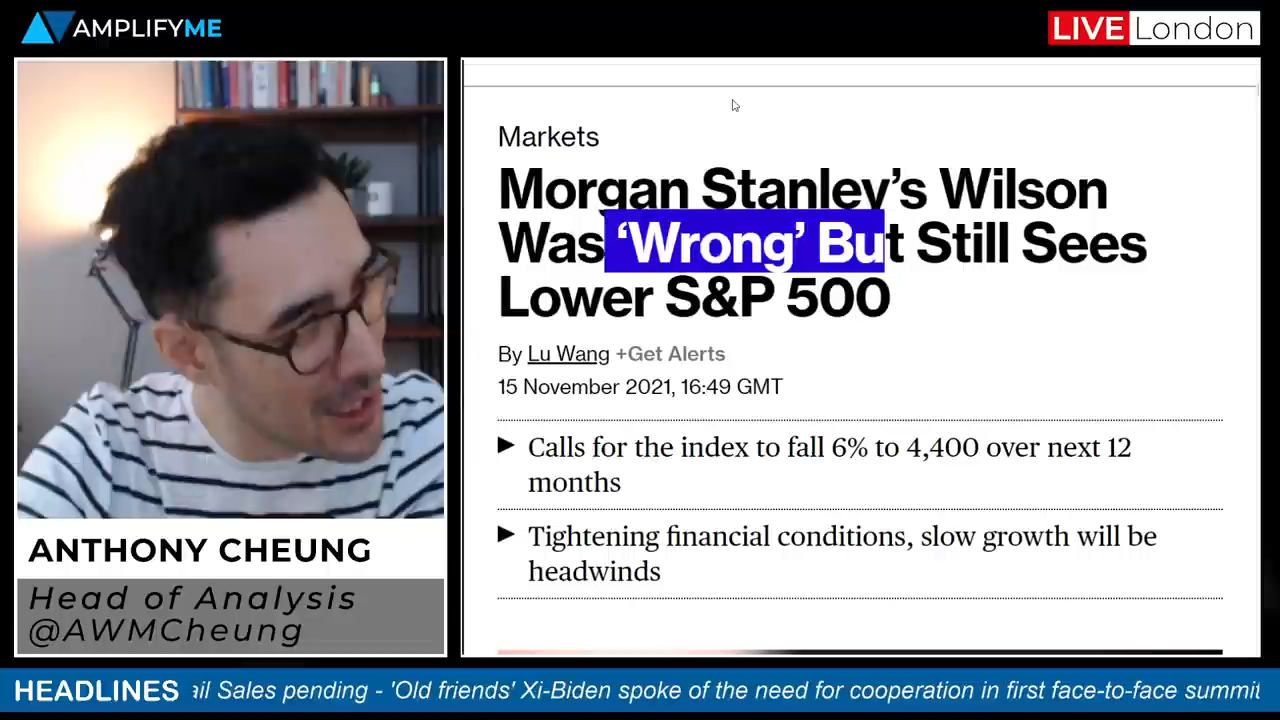 AMPLIFYME
LIVE London
Markets
Morgan Stanley’s Wilson
Was ‘Wrong’ But Still Sees
Lower S&P 500
By Lu Wang +Get Alerts
15 November 2021, 16:49 GMT
Calls for the index to fall 6% to 4,400 over next 12
months
Tightening financial conditions, slow growth will be
headwinds
ANTHONY CHEUNG
Head of Analysis
@AWMCheung
HEADLINES ail Sales pending - 'Old friends' Xi-Biden spoke of the need for cooperation in first face-to-face summit